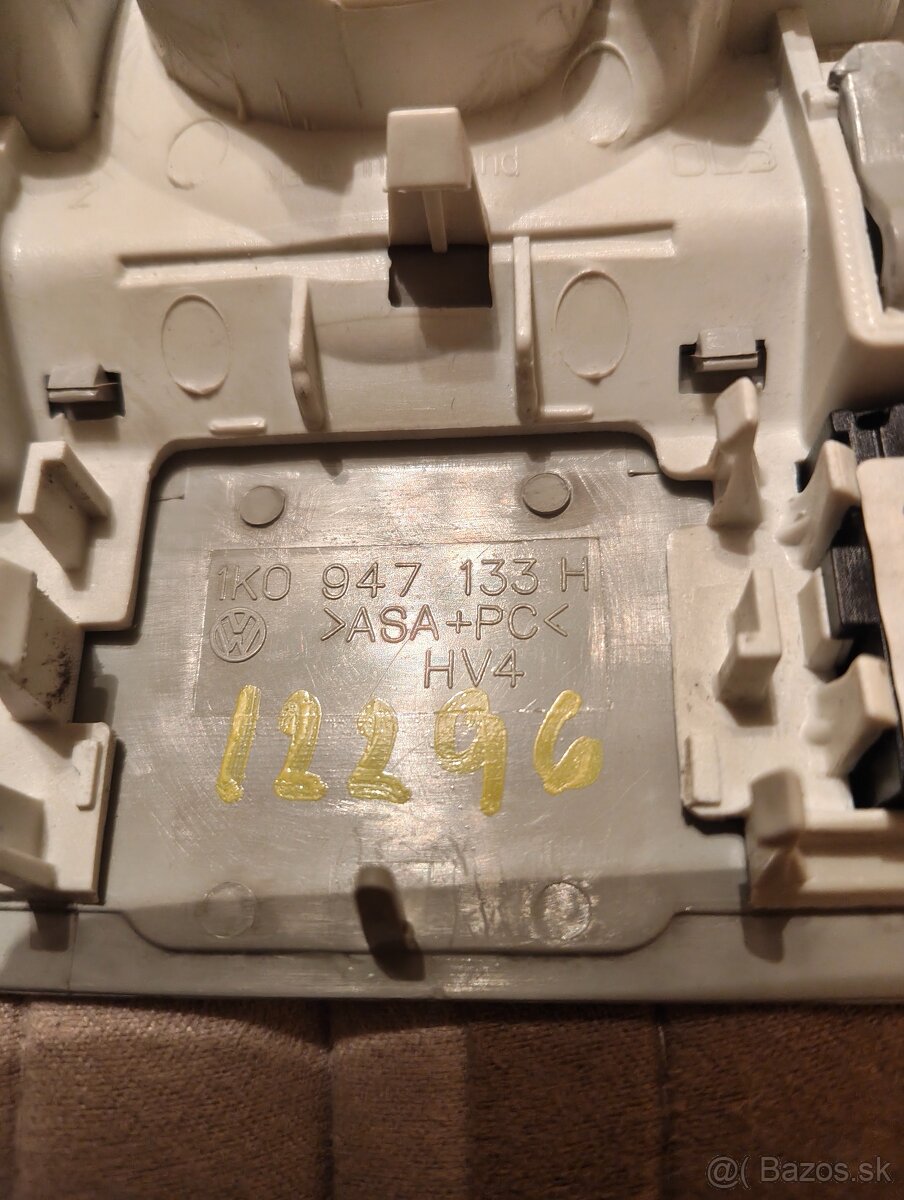 1K0 947 133 H
>ASA+PC<
HV4
12296
@( Bazos.sk